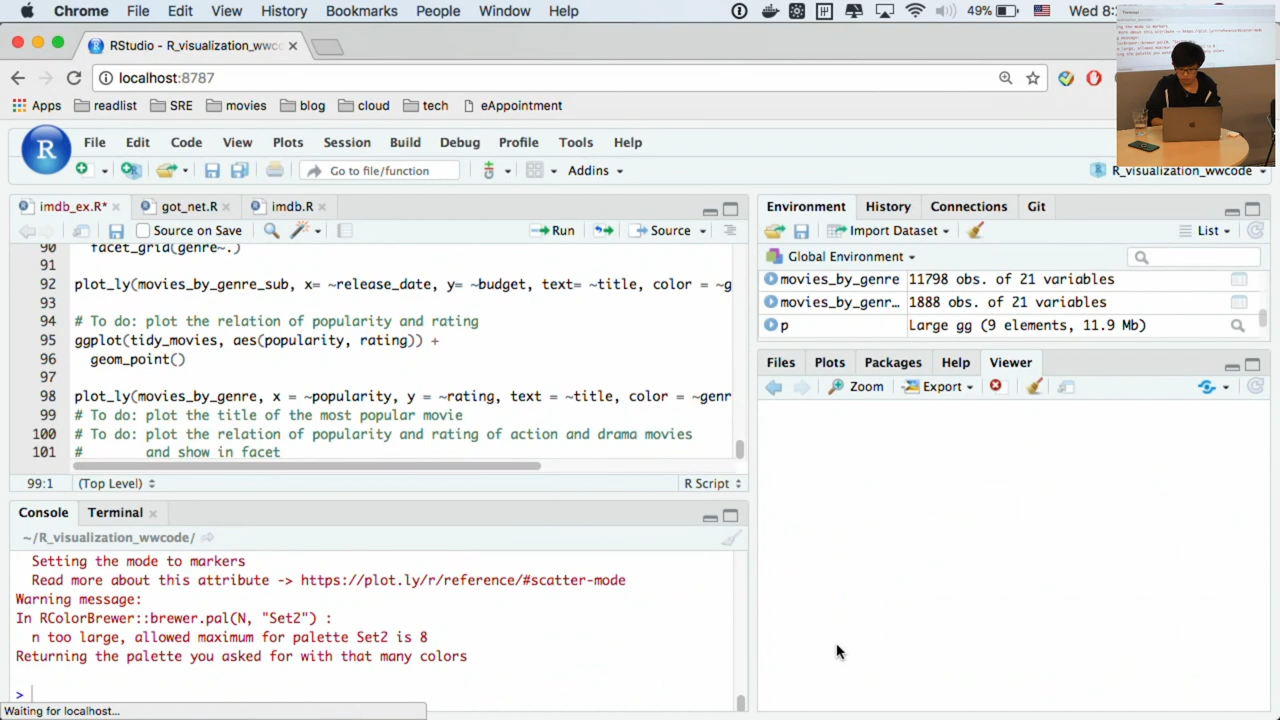 Chrome File Edit View History Bookmarks People Window Help 49% Wed 8:
RStudio - R_visualization_wwco
localhost:8787
Apps readlist SRE movies blog cloud tech eAppointment
R File Edit Code View Plots Session Build Debug Profile Tools Help
Go to file/function Addins R_visualization_wwcode
imdb_ex.R* got_net.R imdb.R
Source on Save Run Source
90 facet_grid(genre~.)
91
92 plot_ly(movies_by_genre_sub, x= ~release_date, y= ~budget, text= ~title, color = ~g
93
94 # To do: plot the relation of popularity and rating
95 ggplot(tidy_movies, aes(popularity, rating)) +
96 geom_point()
97
98 plot_ly(movies_by_genre, x = ~popularity, y = ~rating, text = ~title, color = ~genr
99 # To do: plot the title of the most popular movie
100 # To do: plot the relation of popularity and rating of action and drama movies
101 # and show in facet
99:1 (Top Level) R Script
Console Terminal
~/R_visualization_wwcode/
Setting the mode to markers
Read more about this attribute -> https://plot.ly/r/reference/#scatter-mode
Warning message:
In RColorBrewer::brewer.pal(N, "Set2") :
n too large, allowed maximum for palette Set2 is 8
Returning the palette you asked for with that many colors
>
Waiting for localhost...
Environment History Connections Git
Import Dataset List
Global Environment
movies_by_genre 11798 obs. of 21 variables
movies_by_genr… 1888 obs. of 21 variables
p Large gg (9 elements, 11.9 Mb)
Files Plots Packages Help Viewer
Zoom Export